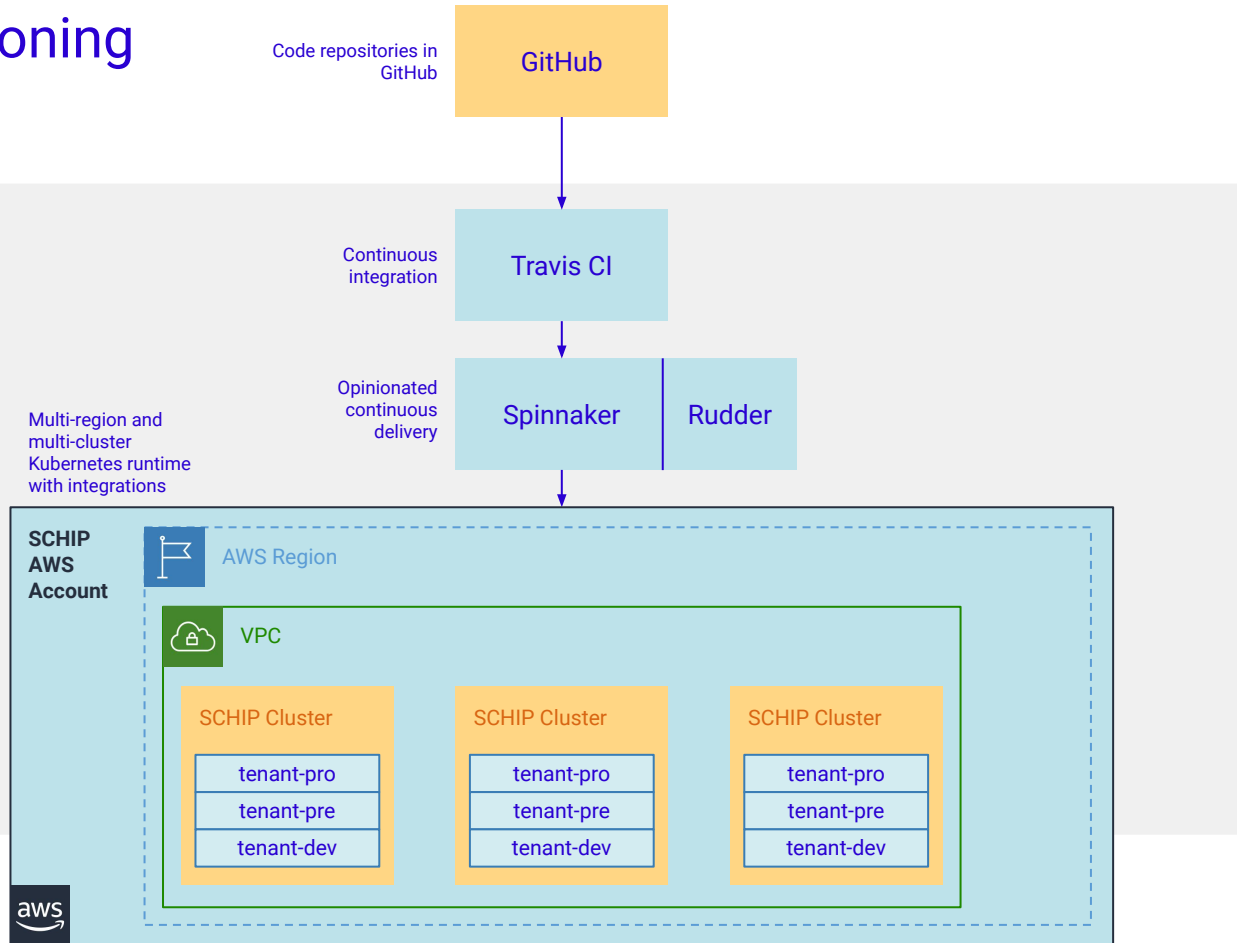 oning
Code repositories in
GitHub
GitHub
Continuous
integration
Travis CI
Opinionated
continuous
delivery
Spinnaker
Rudder
Multi-region and
multi-cluster
Kubernetes runtime
with integrations
SCHIP
AWS
Account
AWS Region
VPC
SCHIP Cluster
tenant-pro
tenant-pre
tenant-dev
SCHIP Cluster
tenant-pro
tenant-pre
tenant-dev
SCHIP Cluster
tenant-pro
tenant-pre
tenant-dev
aws